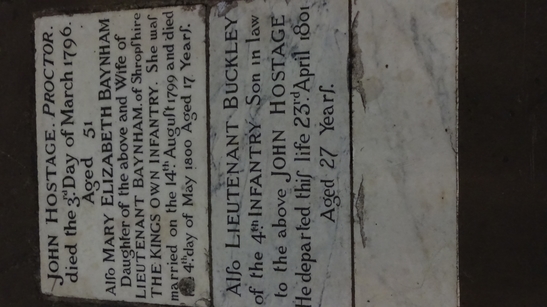 JOHN HOSTAGE. PROCTOR.
died the 3rd Day of March 1796.
Aged 51
Alſo MARY ELIZABETH BAYNHAM
Daughter of the above and Wife of
LIEUTENANT BAYNHAM, of Shropſhire
THE KINGS OWN INFANTRY. She waſ
married on the 14th Auguſt 1799 and died
4th day of May 1800 Aged 17 Yearſ.
Alſo LIEUTENANT BUCKLEY
of the 4th INFANTRY Son in law
to the above JOHN HOSTAGE
He departed thiſ life 23rd April 1801
Aged 27 Yearſ.